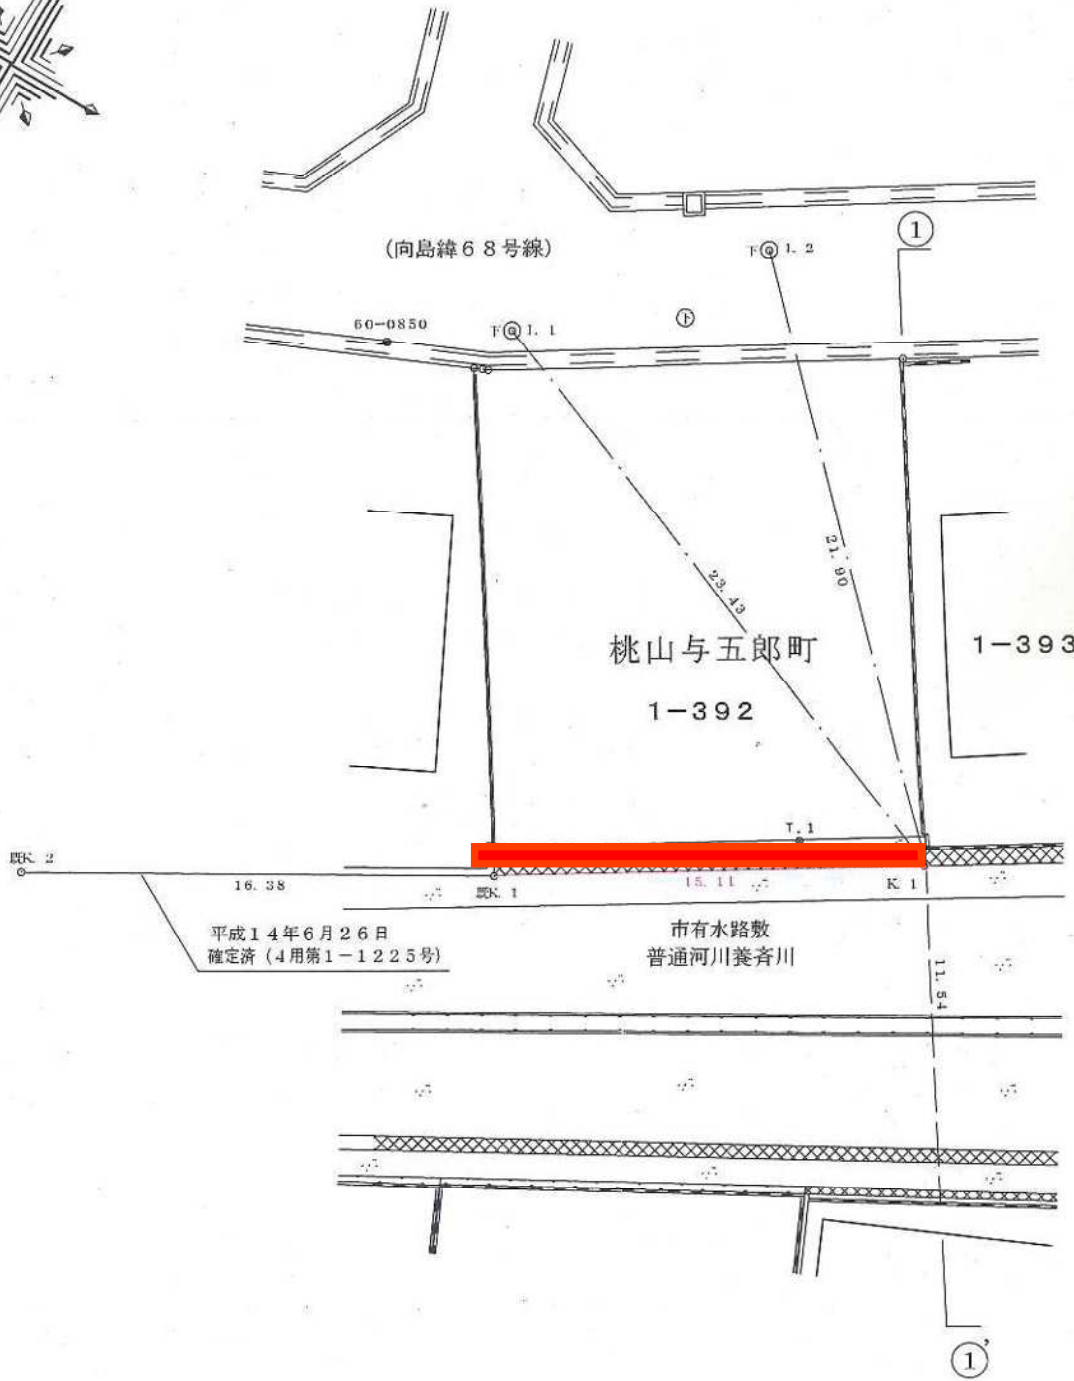 ①
(向島緯68号線)
下 I. 2
60-0850
下 I. 1
下
21. 90
23. 43
桃山与五郎町
1-392
1-393
T. 1
既K. 2
16. 38
既K. 1
15. 11
K. 1
平成14年6月26日
確定済 (4用第1-1225号)
市有水路敷
普通河川養斉川
11. 54
①’